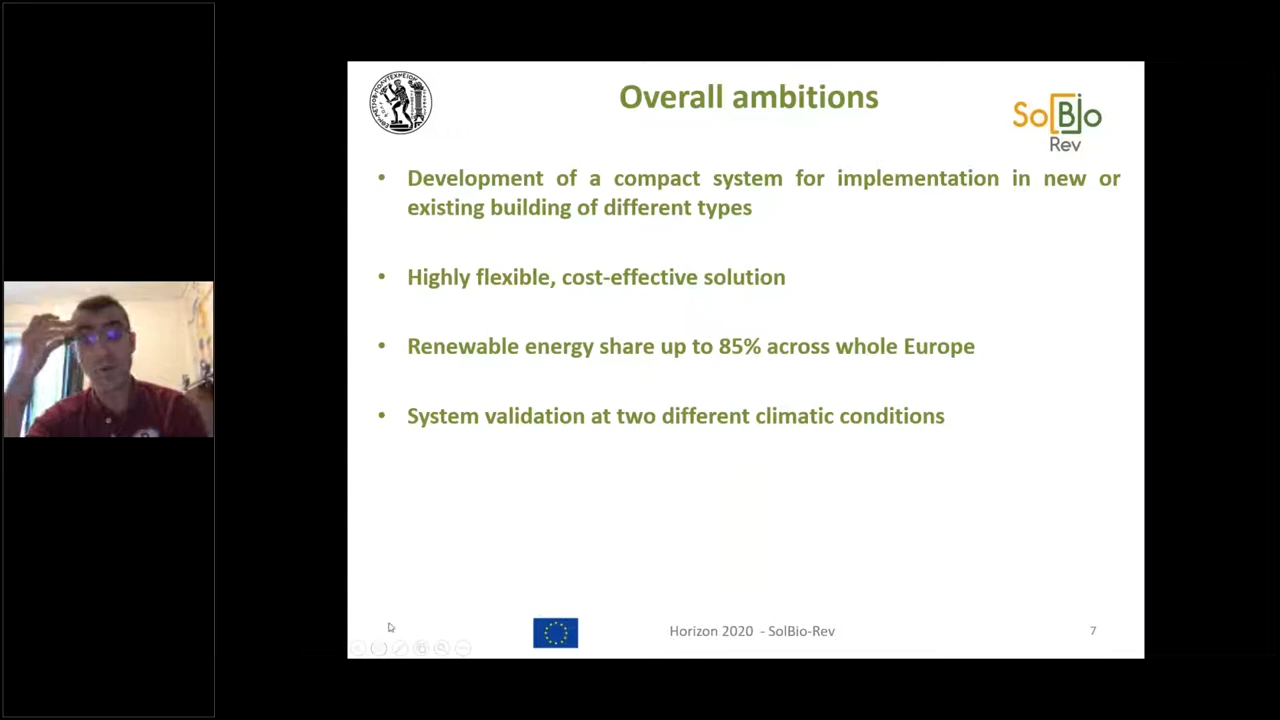 Overall ambitions
SolBio
Rev
• Development of a compact system for implementation in new or
existing building of different types
• Highly flexible, cost-effective solution
• Renewable energy share up to 85% across whole Europe
• System validation at two different climatic conditions
Horizon 2020 - SolBio-Rev
7